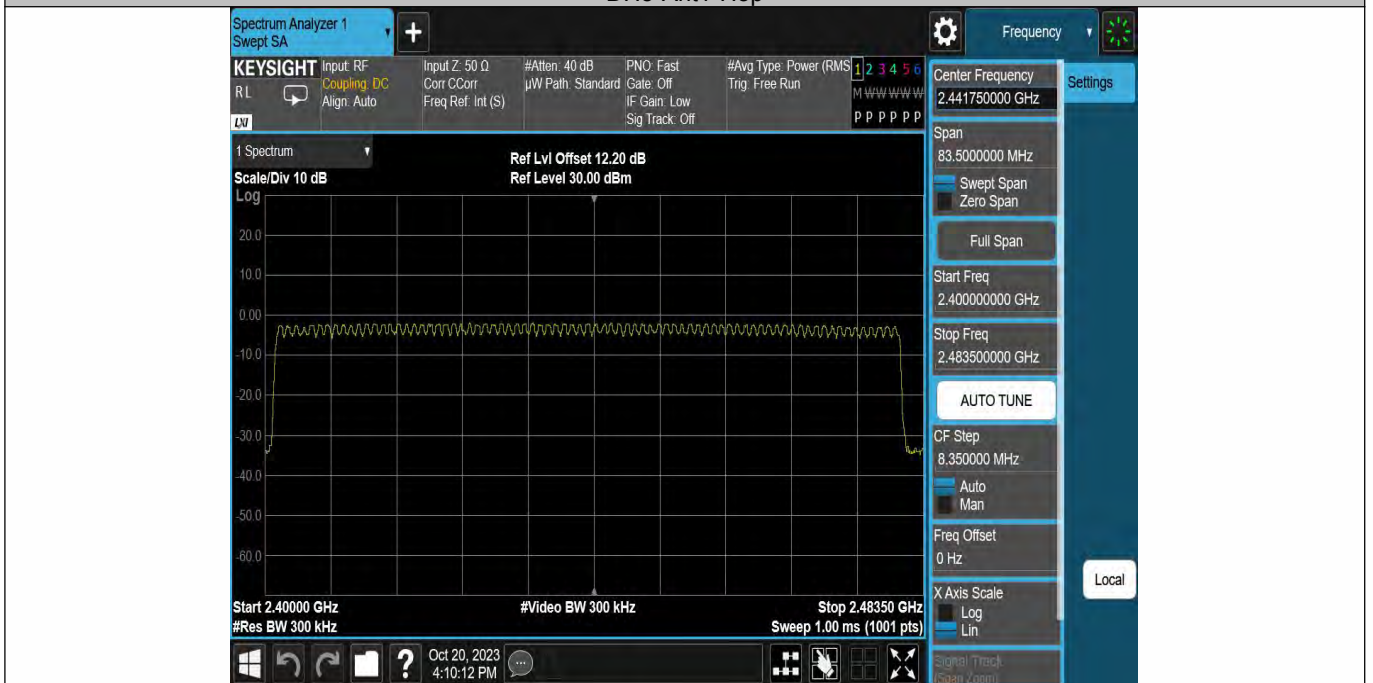 Spectrum Analyzer 1
Swept SA
+
Frequency
KEYSIGHT
RL
LXI
Input: RF
Coupling: DC
Align: Auto
Input Z: 50 Ω
Corr CCorr
Freq Ref: Int (S)
#Atten: 40 dB
µW Path: Standard
PNO: Fast
Gate: Off
IF Gain: Low
Sig Track: Off
#Avg Type: Power (RMS
Trig: Free Run
1 2 3 4 5 6
M W W W W W
P P P P P P
Center Frequency
2.441750000 GHz
Settings
Span
83.5000000 MHz
Swept Span
Zero Span
Full Span
Start Freq
2.400000000 GHz
Stop Freq
2.483500000 GHz
AUTO TUNE
CF Step
8.350000 MHz
Auto
Man
Freq Offset
0 Hz
X Axis Scale
Log
Lin
Signal Track
(Span Zoom)
Local
1 Spectrum
Scale/Div 10 dB
Ref Lvl Offset 12.20 dB
Ref Level 30.00 dBm
Log
20.0
10.0
0.00
-10.0
-20.0
-30.0
-40.0
-50.0
-60.0
Start 2.40000 GHz
#Video BW 300 kHz
Stop 2.48350 GHz
#Res BW 300 kHz
Sweep 1.00 ms (1001 pts)
?
Oct 20, 2023
4:10:12 PM